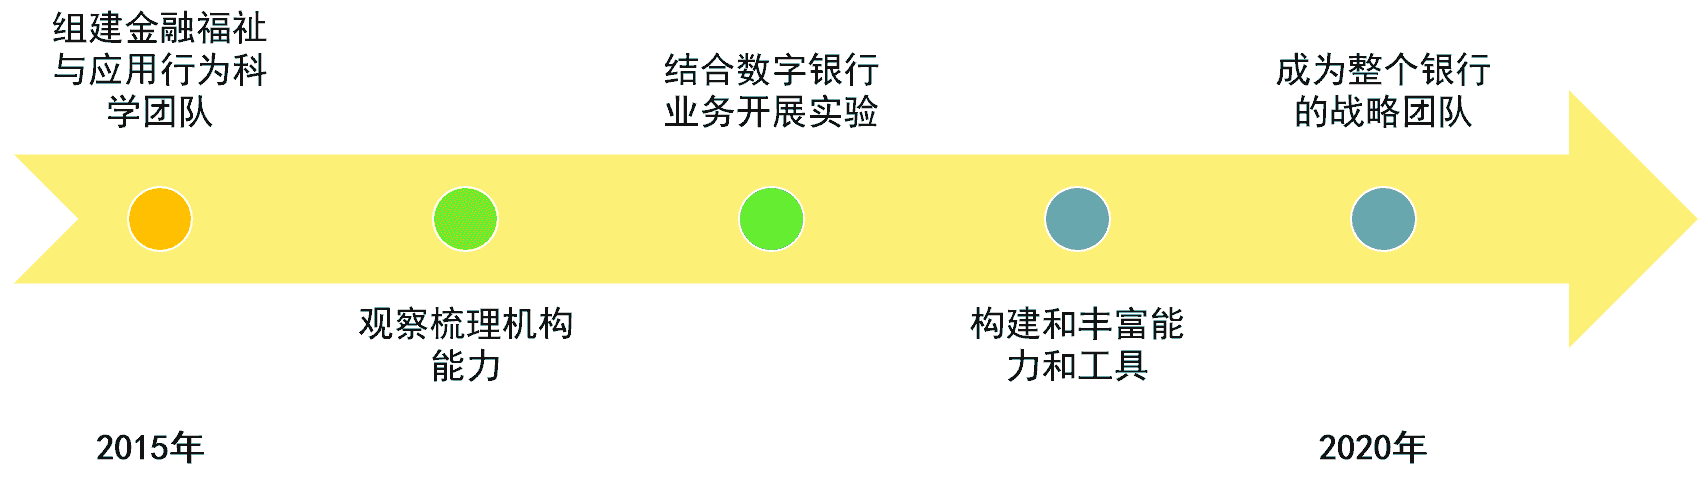 组建金融福祉
与应用行为科
学团队
结合数字银行
业务开展实验
成为整个银行
的战略团队
观察梳理机构
能力
构建和丰富能
力和工具
2015年
2020年